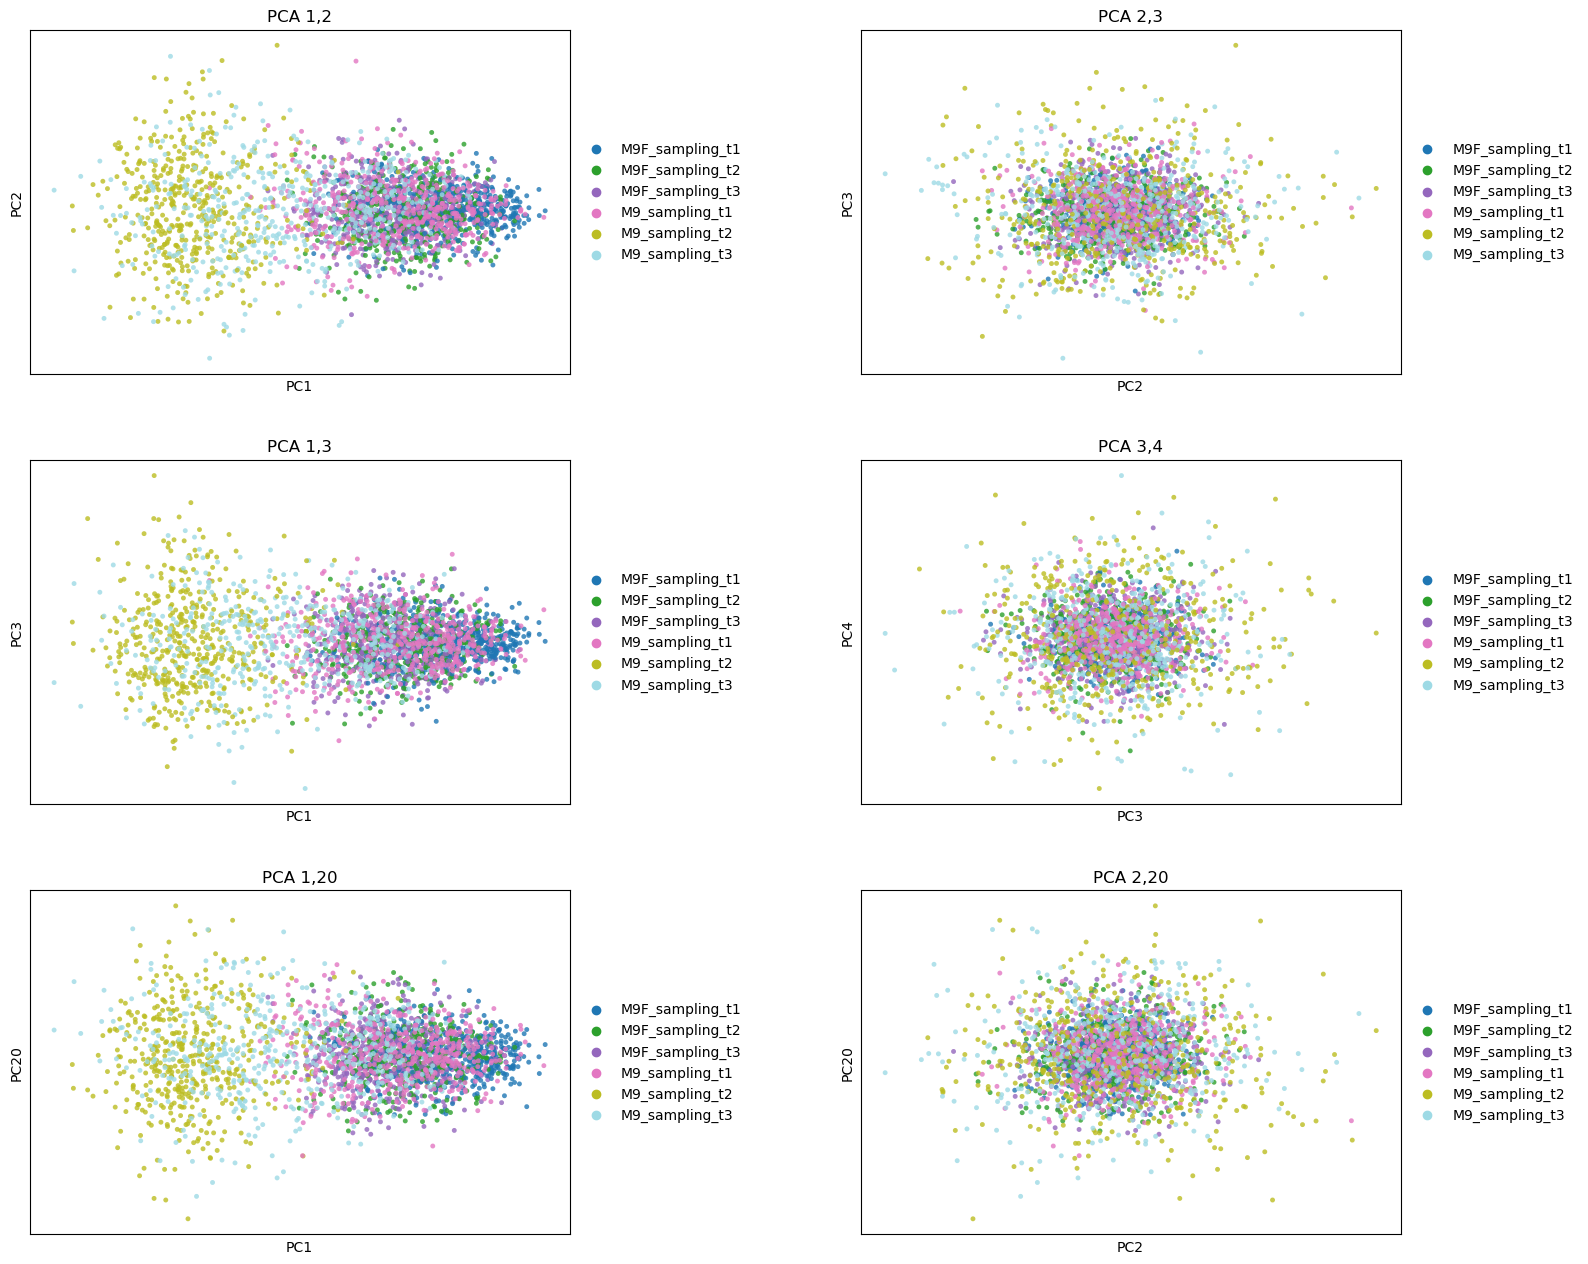 PCA 1,2
PC2
PC1
M9F_sampling_t1
M9F_sampling_t2
M9F_sampling_t3
M9_sampling_t1
M9_sampling_t2
M9_sampling_t3
PCA 2,3
PC3
PC2
M9F_sampling_t1
M9F_sampling_t2
M9F_sampling_t3
M9_sampling_t1
M9_sampling_t2
M9_sampling_t3
PCA 1,3
PC3
PC1
M9F_sampling_t1
M9F_sampling_t2
M9F_sampling_t3
M9_sampling_t1
M9_sampling_t2
M9_sampling_t3
PCA 3,4
PC4
PC3
M9F_sampling_t1
M9F_sampling_t2
M9F_sampling_t3
M9_sampling_t1
M9_sampling_t2
M9_sampling_t3
PCA 1,20
PC20
PC1
M9F_sampling_t1
M9F_sampling_t2
M9F_sampling_t3
M9_sampling_t1
M9_sampling_t2
M9_sampling_t3
PCA 2,20
PC20
PC2
M9F_sampling_t1
M9F_sampling_t2
M9F_sampling_t3
M9_sampling_t1
M9_sampling_t2
M9_sampling_t3